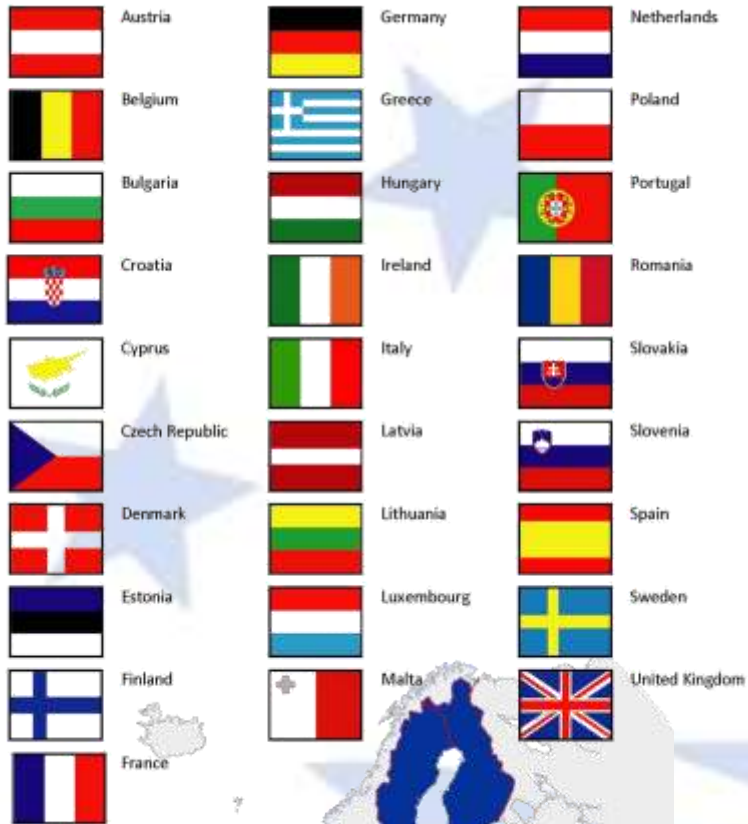 Austria
Belgium
Bulgaria
Croatia
Cyprus
Czech Republic
Denmark
Estonia
Finland
France
Germany
Greece
Hungary
Ireland
Italy
Latvia
Lithuania
Luxembourg
Malta
Netherlands
Poland
Portugal
Romania
Slovakia
Slovenia
Spain
Sweden
United Kingdom